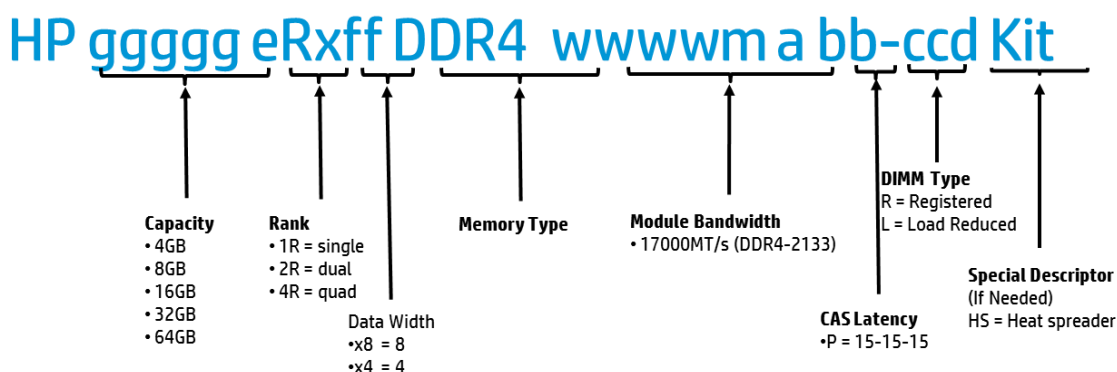 HP ggggg eRxff DDR4 wwwwm a bb-ccd Kit
Capacity
• 4GB
• 8GB
• 16GB
• 32GB
• 64GB
Rank
• 1R = single
• 2R = dual
• 4R = quad
Data Width
•x8 = 8
•x4 = 4
Memory Type
Module Bandwidth
• 17000MT/s (DDR4-2133)
CAS Latency
•P = 15-15-15
DIMM Type
R = Registered
L = Load Reduced
Special Descriptor
(If Needed)
HS = Heat spreader